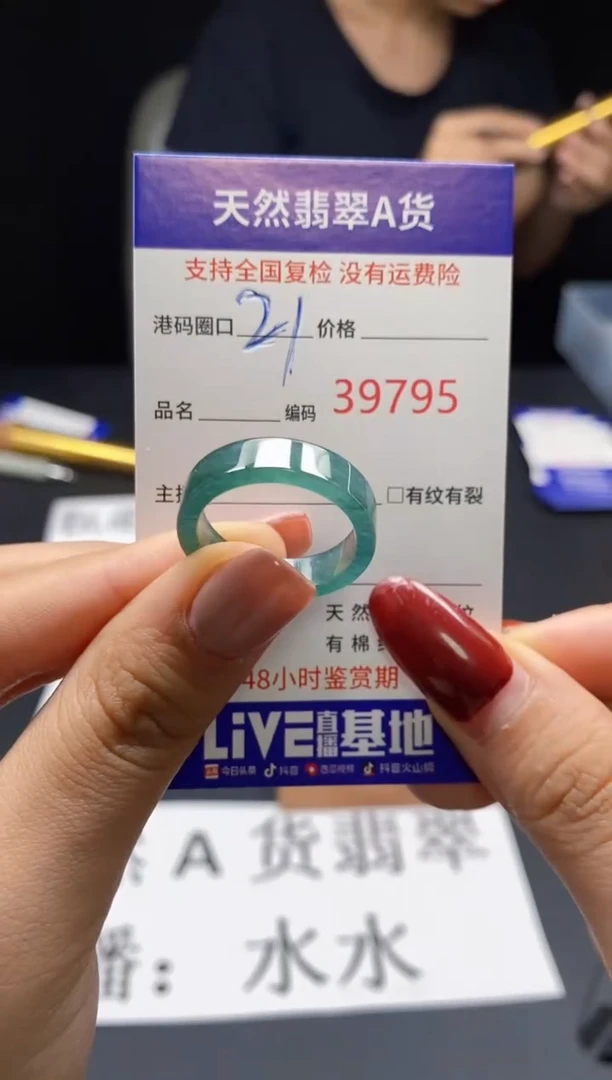 天然翡翠A货
支持全国复检 没有运费险
港码圈口 21 价格
品名 编码 39795
主 □有纹有裂
天然
有棉
48小时鉴赏期
LiVE直播基地
今日头条 抖音 西瓜视频 抖音火山版
A货翡翠
播：水水